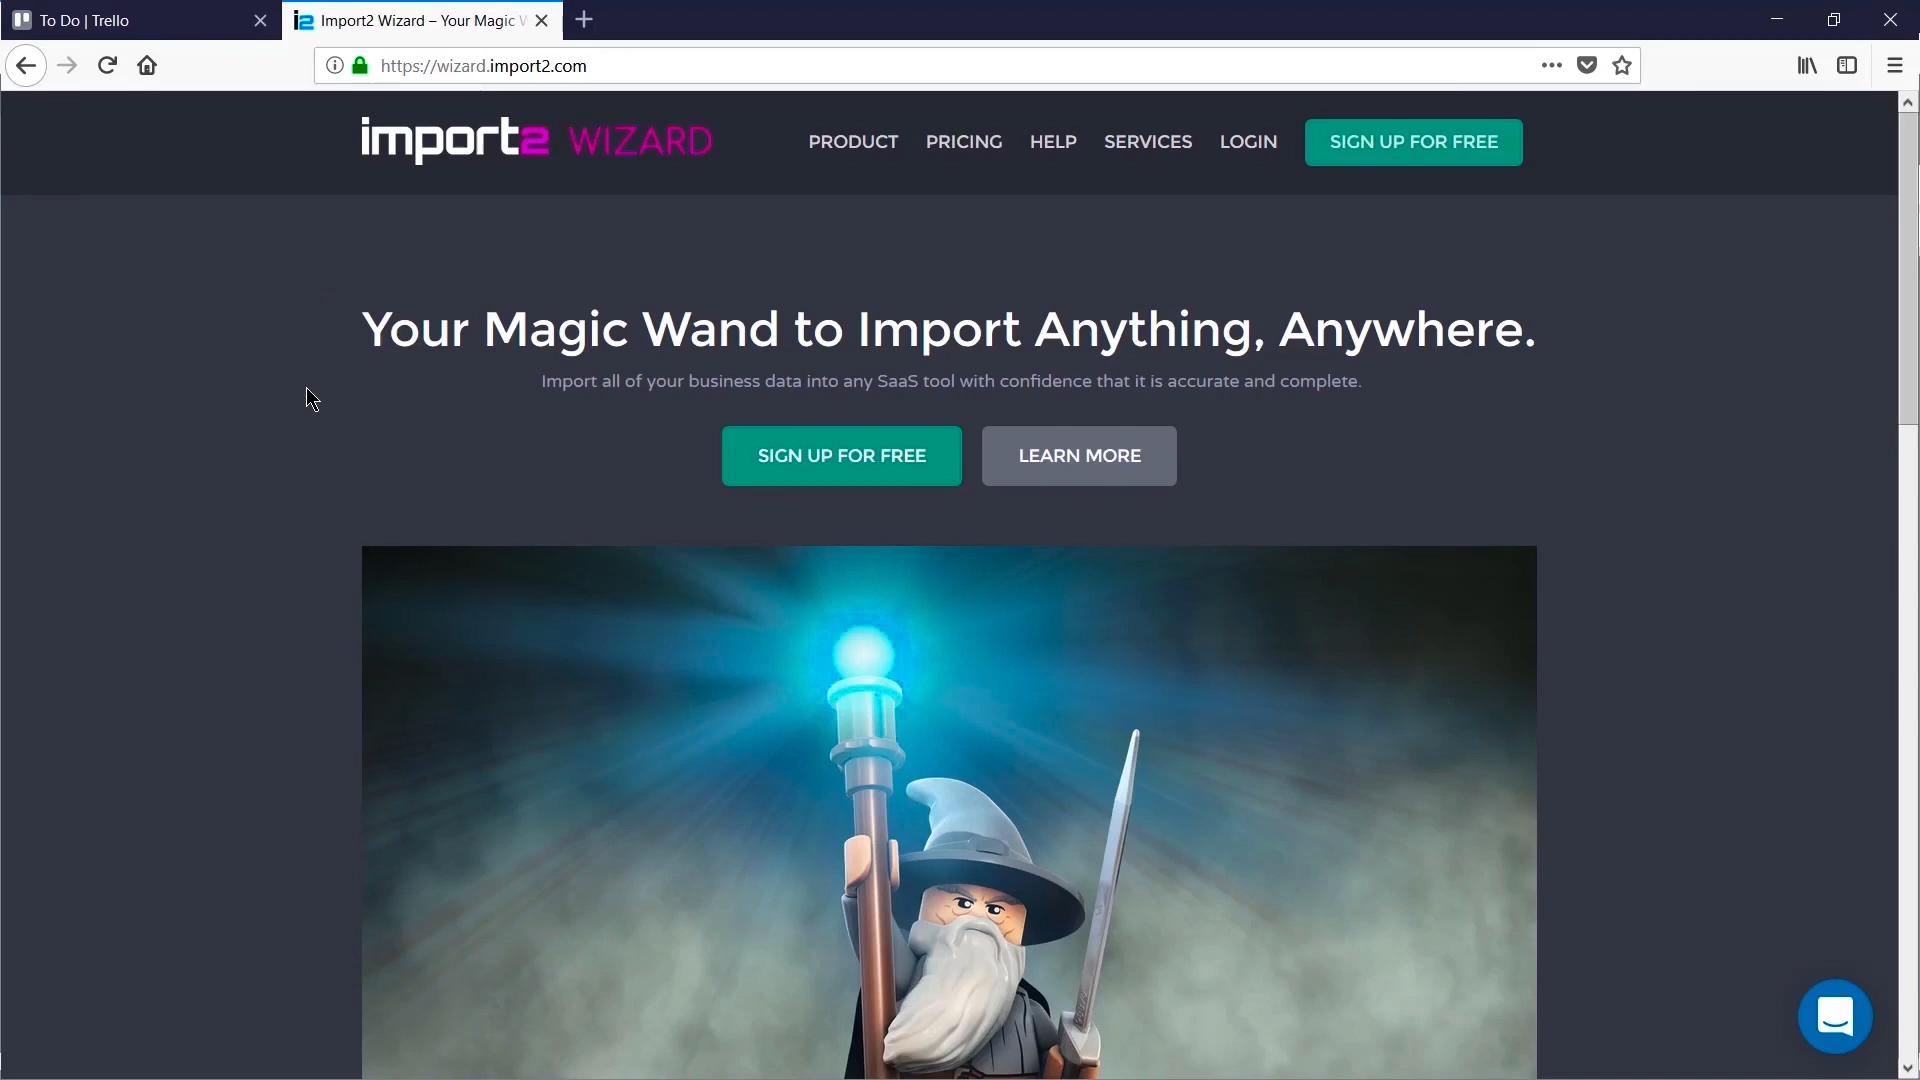 To Do | Trello
Import2 Wizard – Your Magic
https://wizard.import2.com
import2 WIZARD
PRODUCT
PRICING
HELP
SERVICES
LOGIN
SIGN UP FOR FREE
Your Magic Wand to Import Anything, Anywhere.
Import all of your business data into any SaaS tool with confidence that it is accurate and complete.
SIGN UP FOR FREE
LEARN MORE